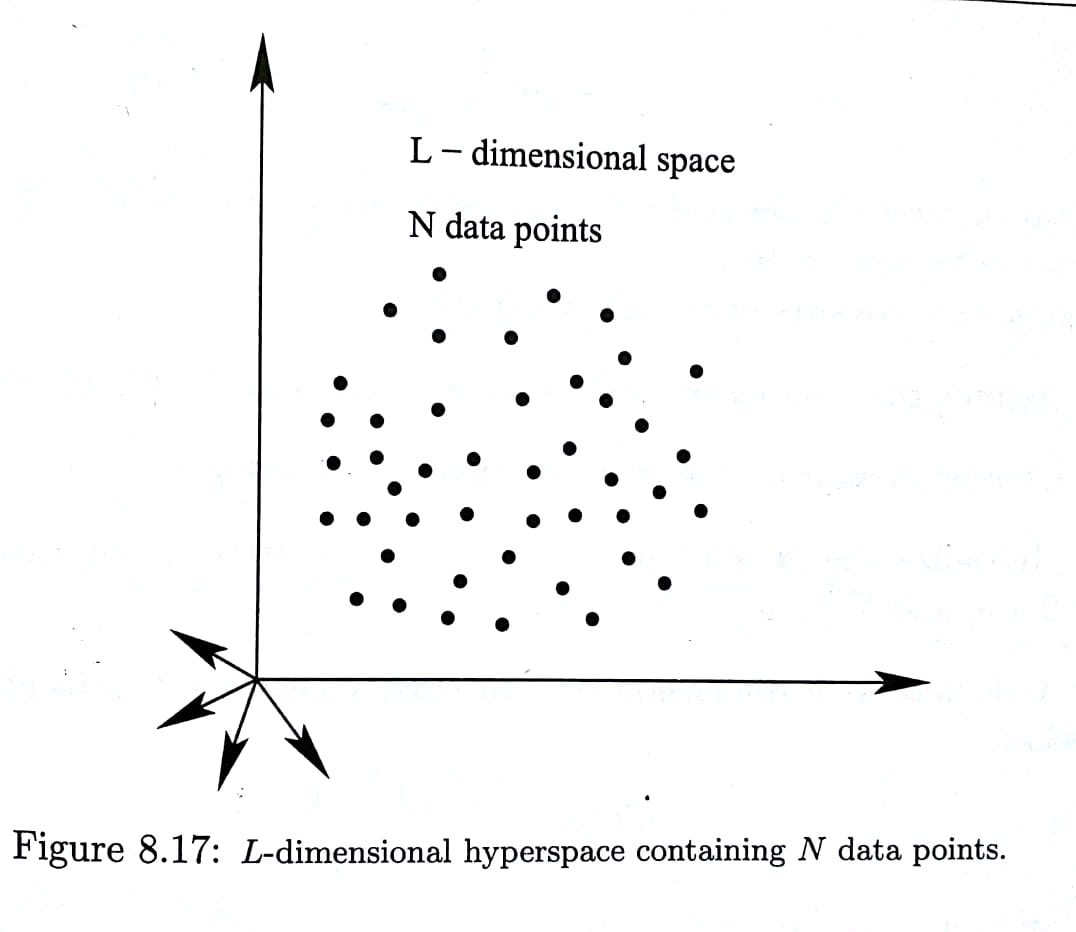 L – dimensional space
N data points
Figure 8.17: L-dimensional hyperspace containing N data points.